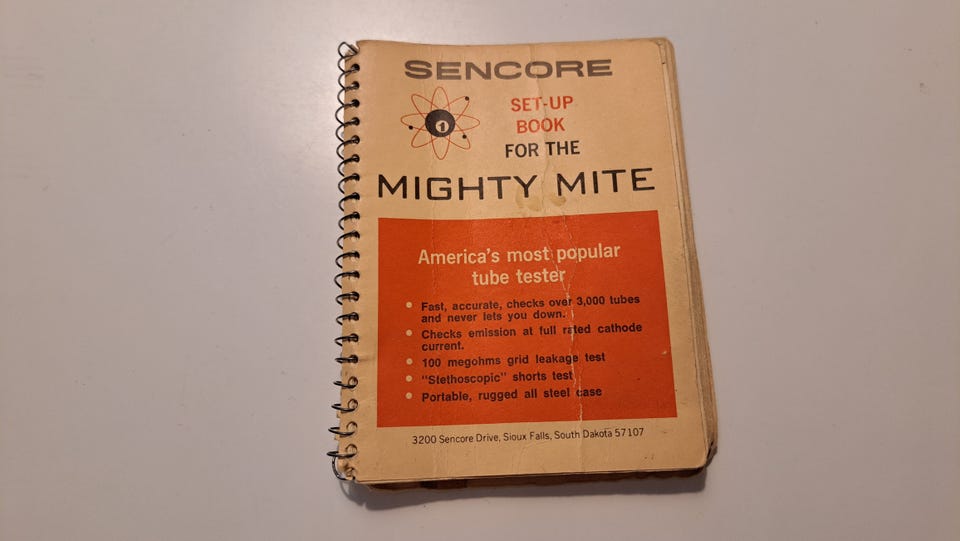 SENCORE
1
SET-UP
BOOK
FOR THE
MIGHTY MITE
America's most popular
tube tester
• Fast, accurate, checks over 3,000 tubes
and never lets you down.
• Checks emission at full rated cathode
current.
• 100 megohms grid leakage test
• "Stethoscopic" shorts test
• Portable, rugged all steel case
3200 Sencore Drive, Sioux Falls, South Dakota 57107